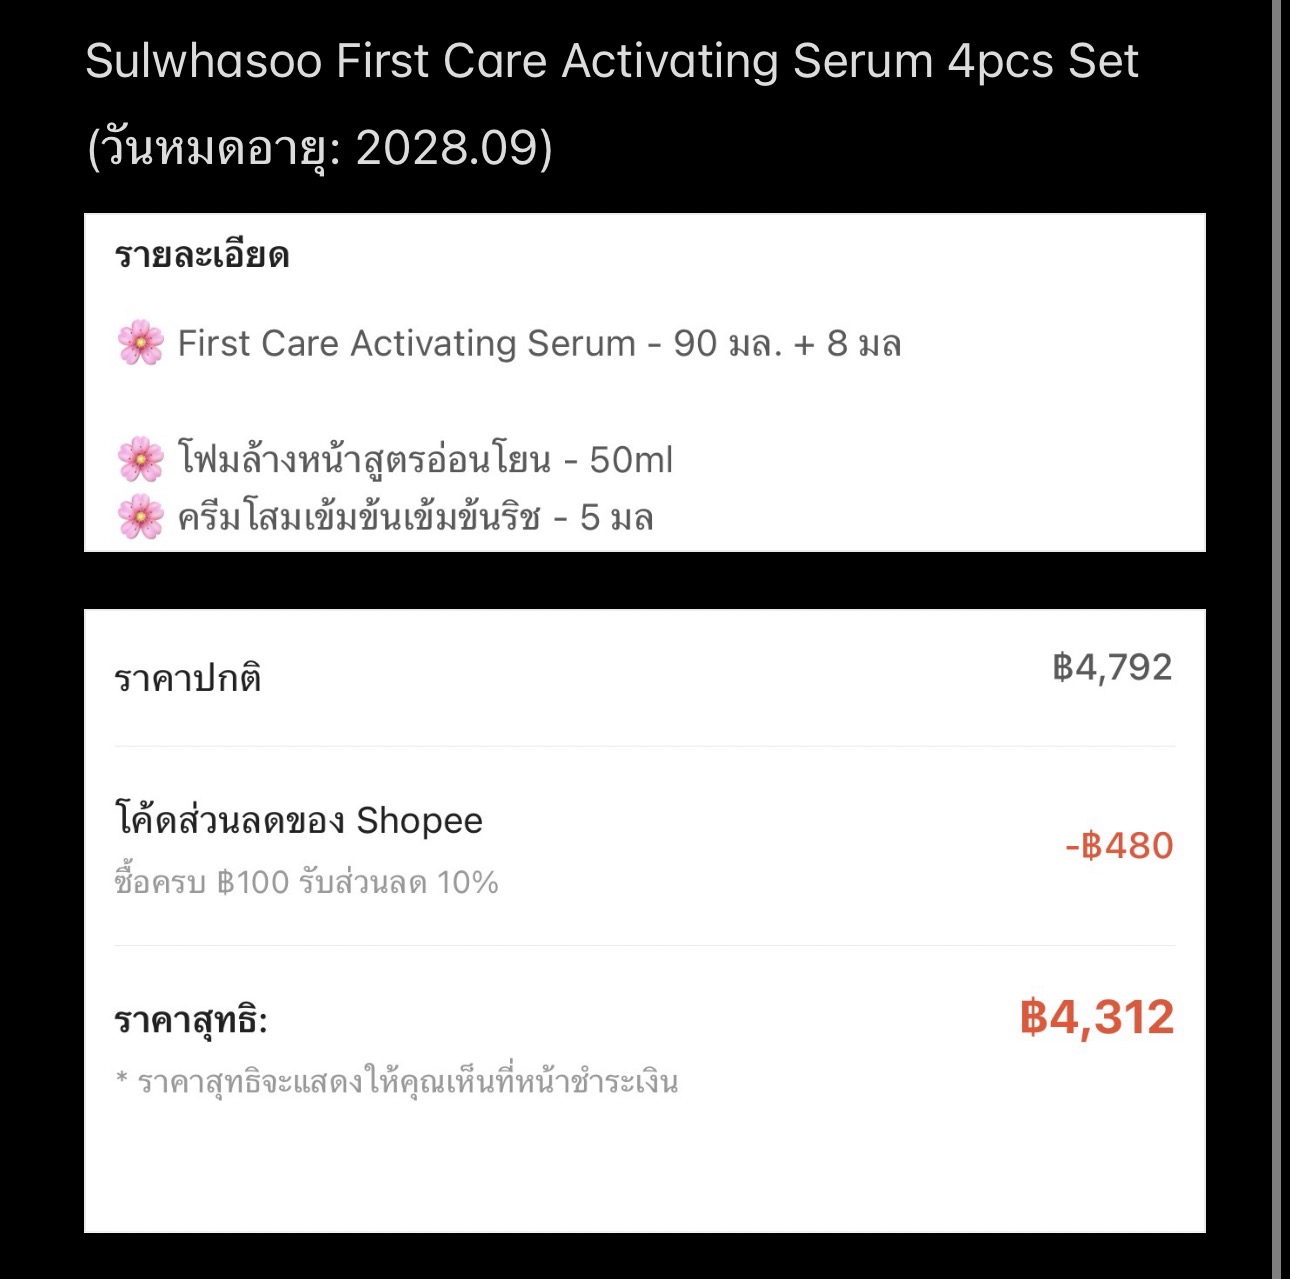 Sulwhasoo First Care Activating Serum 4pcs Set
(วันหมดอายุ: 2028.09)
รายละเอียด
🌸 First Care Activating Serum - 90 มล. + 8 มล
🌸 โฟมล้างหน้าสูตรอ่อนโยน - 50ml
🌸 ครีมโสมเข้มข้นเข้มข้นริช - 5 มล
ราคาปกติ ฿4,792
โค้ดส่วนลดของ Shopee -฿480
ซื้อครบ ฿100 รับส่วนลด 10%
ราคาสุทธิ: ฿4,312
* ราคาสุทธิจะแสดงให้คุณเห็นที่หน้าชำระเงิน